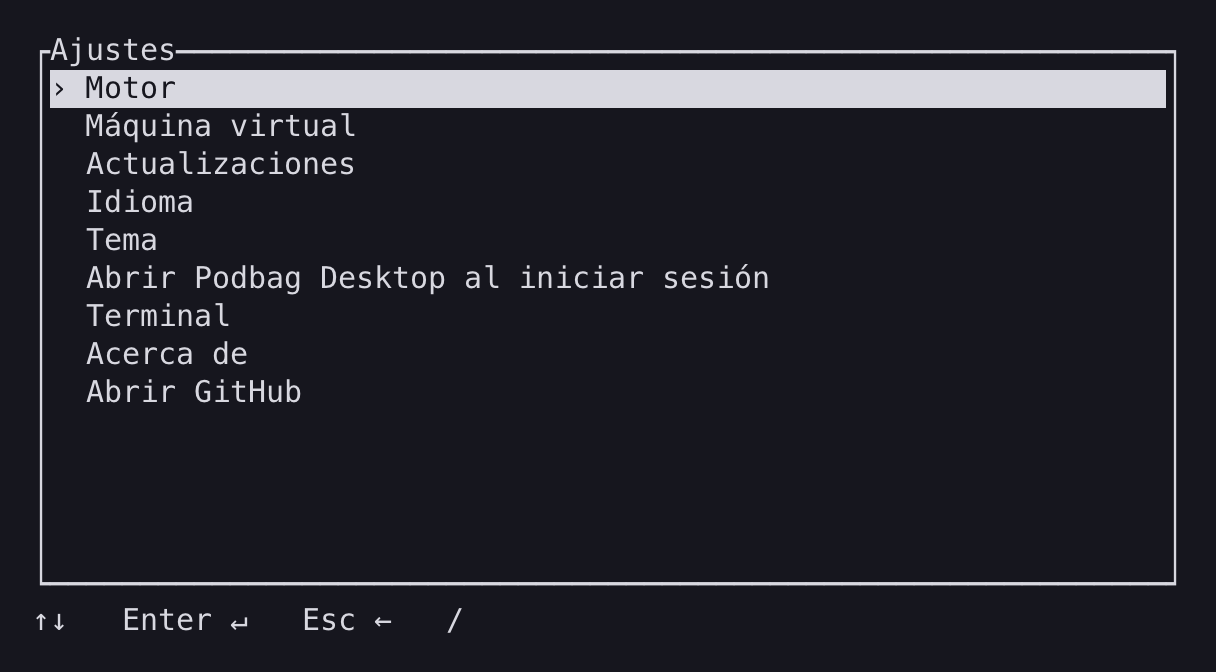 Ajustes
› Motor
Máquina virtual
Actualizaciones
Idioma
Tema
Abrir Podbag Desktop al iniciar sesión
Terminal
Acerca de
Abrir GitHub
↑↓ Enter ↵ Esc ← /